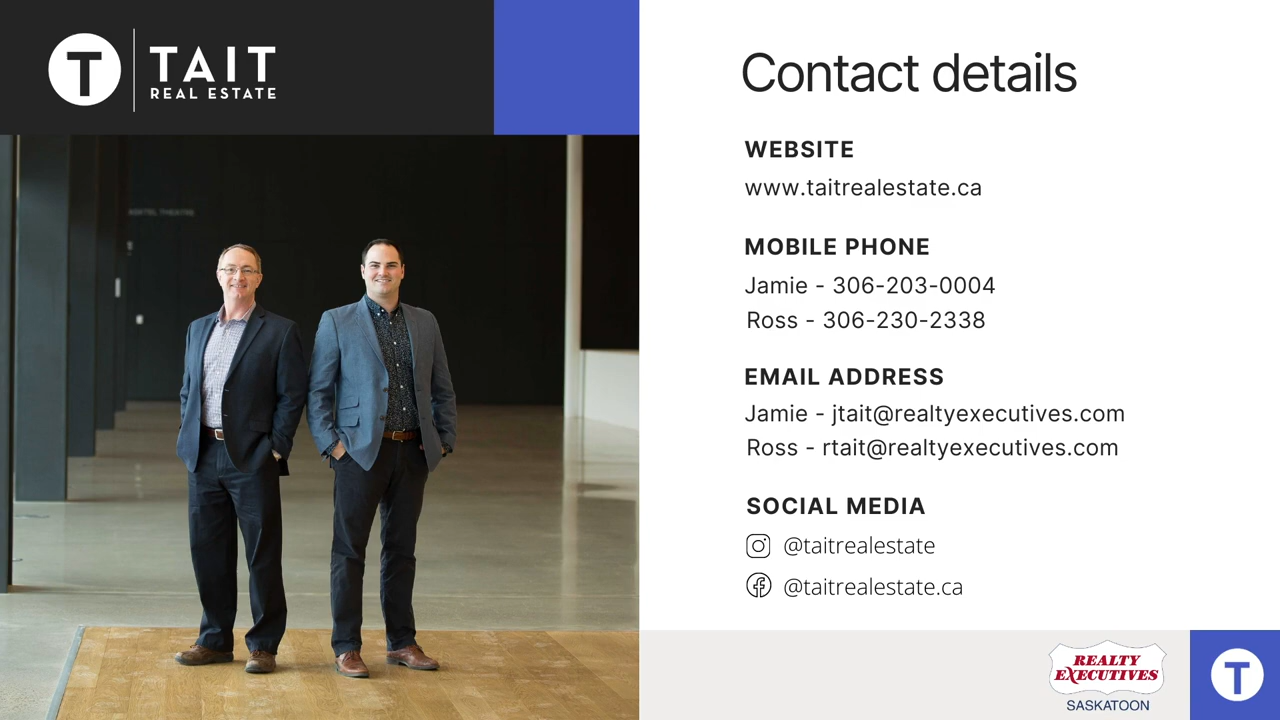 T
TAIT
REAL ESTATE
Contact details
WEBSITE
www.taitrealestate.ca
MOBILE PHONE
Jamie - 306-203-0004
Ross - 306-230-2338
EMAIL ADDRESS
Jamie - jtait@realtyexecutives.com
Ross - rtait@realtyexecutives.com
SOCIAL MEDIA
@taitrealestate
@taitrealestate.ca
REALTY
EXECUTIVES
SASKATOON
T